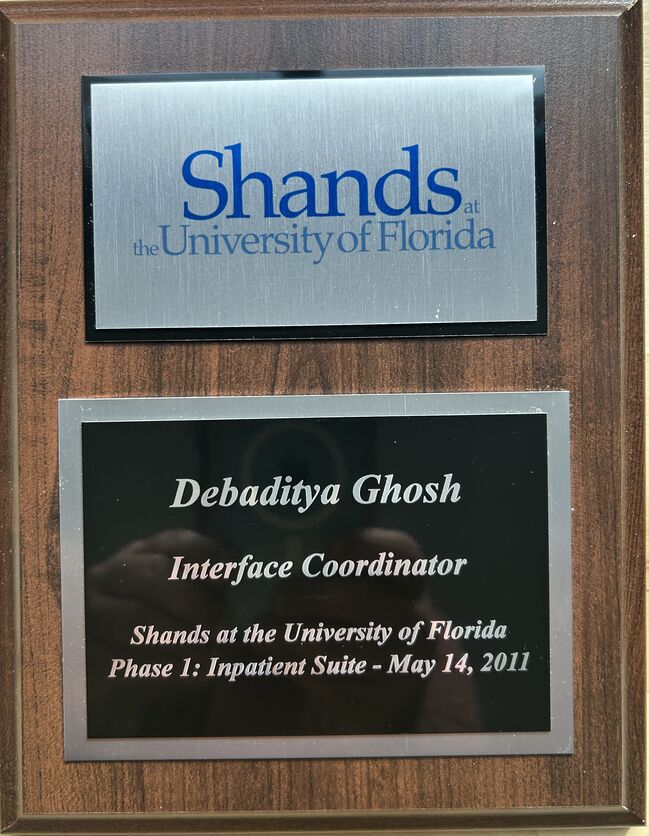 Shands at
the University of Florida
Debaditya Ghosh
Interface Coordinator
Shands at the University of Florida
Phase 1: Inpatient Suite - May 14, 2011